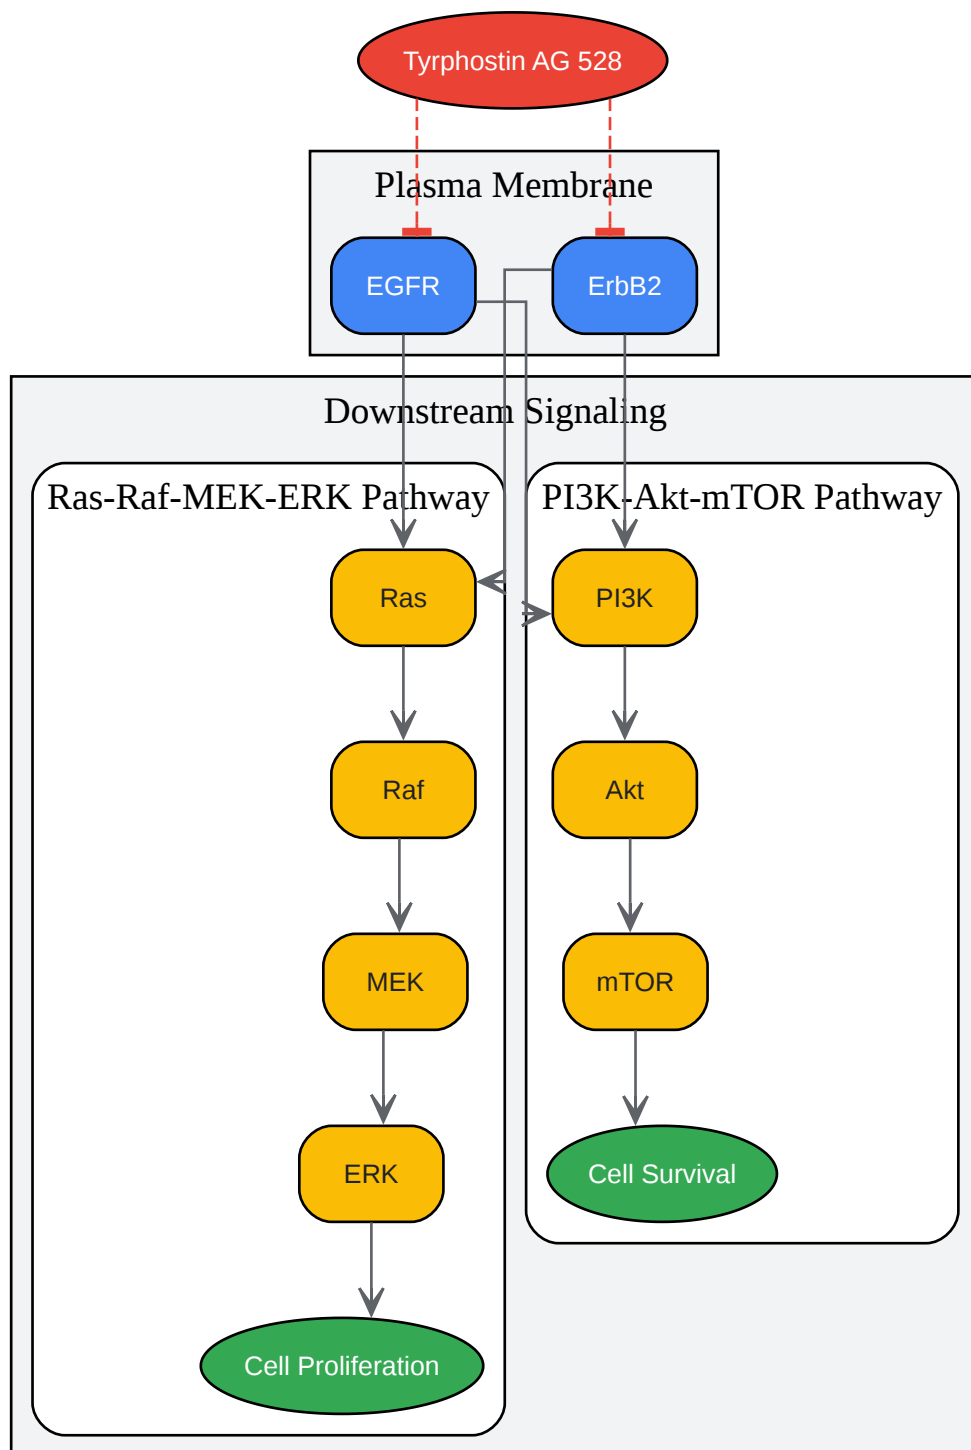 Tyrphostin AG 528
Plasma Membrane
EGFR
ErbB2
Downstream Signaling
Ras-Raf-MEK-ERK Pathway
PI3K-Akt-mTOR Pathway
Ras
PI3K
Raf
Akt
MEK
mTOR
ERK
Cell Survival
Cell Proliferation